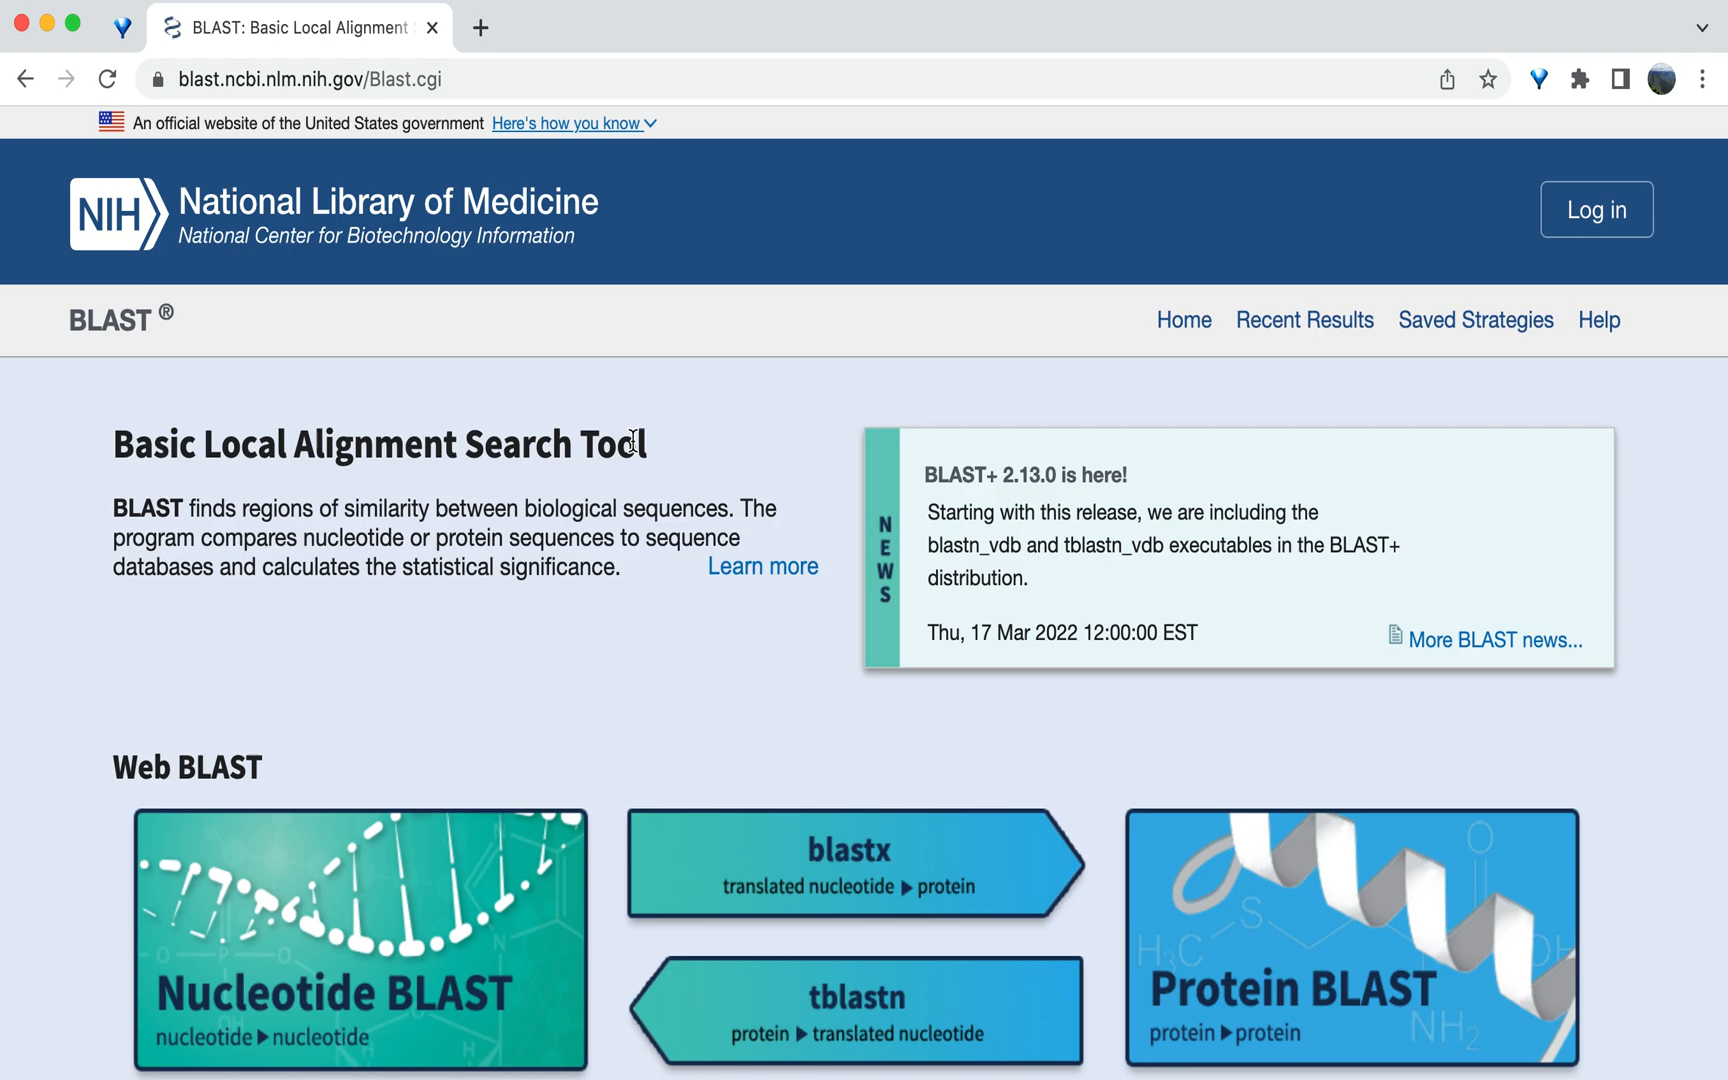 BLAST: Basic Local Alignment
blast.ncbi.nlm.nih.gov/Blast.cgi
An official website of the United States government Here's how you know
NIH National Library of Medicine
National Center for Biotechnology Information
Log in
BLAST ®
Home Recent Results Saved Strategies Help
Basic Local Alignment Search Tool
BLAST finds regions of similarity between biological sequences. The
program compares nucleotide or protein sequences to sequence
databases and calculates the statistical significance. Learn more
NEWS
BLAST+ 2.13.0 is here!
Starting with this release, we are including the
blastn_vdb and tblastn_vdb executables in the BLAST+
distribution.
Thu, 17 Mar 2022 12:00:00 EST
More BLAST news...
Web BLAST
Nucleotide BLAST
nucleotide ▶ nucleotide
blastx
translated nucleotide ▶ protein
tblastn
protein ▶ translated nucleotide
H₃C
S
O
OH
NH₂
Protein BLAST
protein ▶ protein